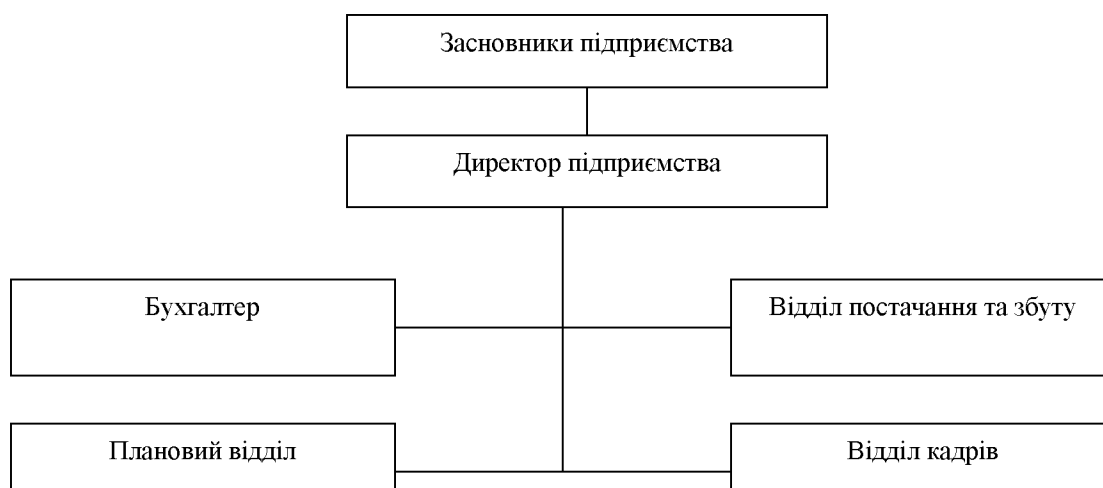 Засновники підприємства
Директор підприємства
Бухгалтер
Відділ постачання та збуту
Плановий відділ
Відділ кадрів